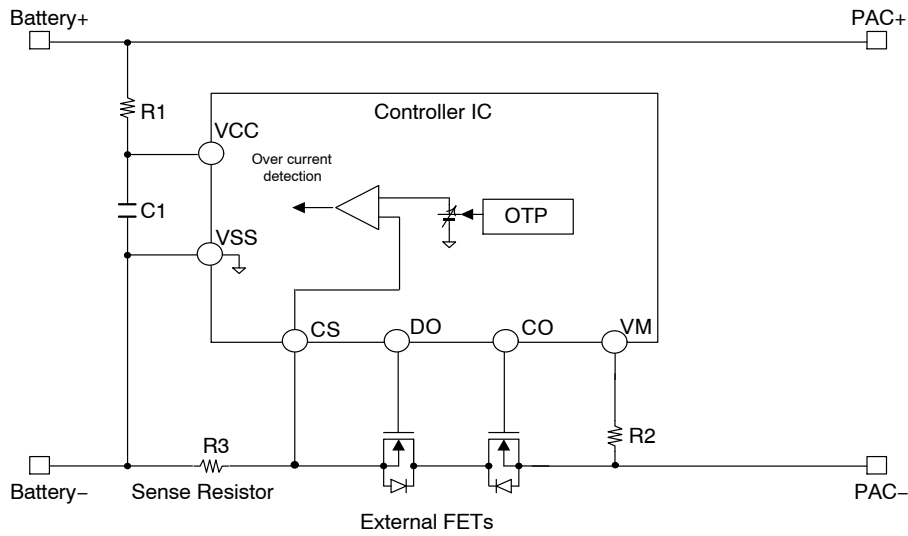 Battery+
PAC+
R1
Controller IC
VCC
Over current
detection
C1
OTP
VSS
CS
DO
CO
VM
R3
R2
Battery−
Sense Resistor
PAC−
External FETs